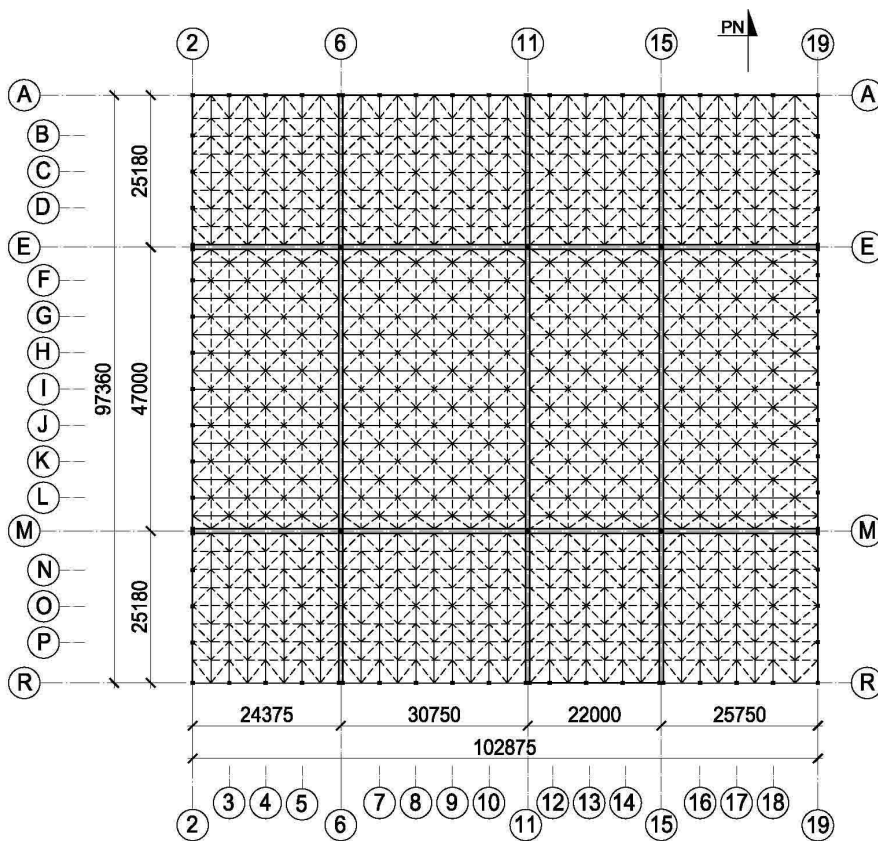 PN
2 6 11 15 19
A A
B
C
D
E E
F
G
H
I
J
K
L
M M
N
O
P
R R
25180
47000
97360
25180
24375 30750 22000 25750
102875
3 4 5 7 8 9 10 12 13 14 16 17 18
2 6 11 15 19